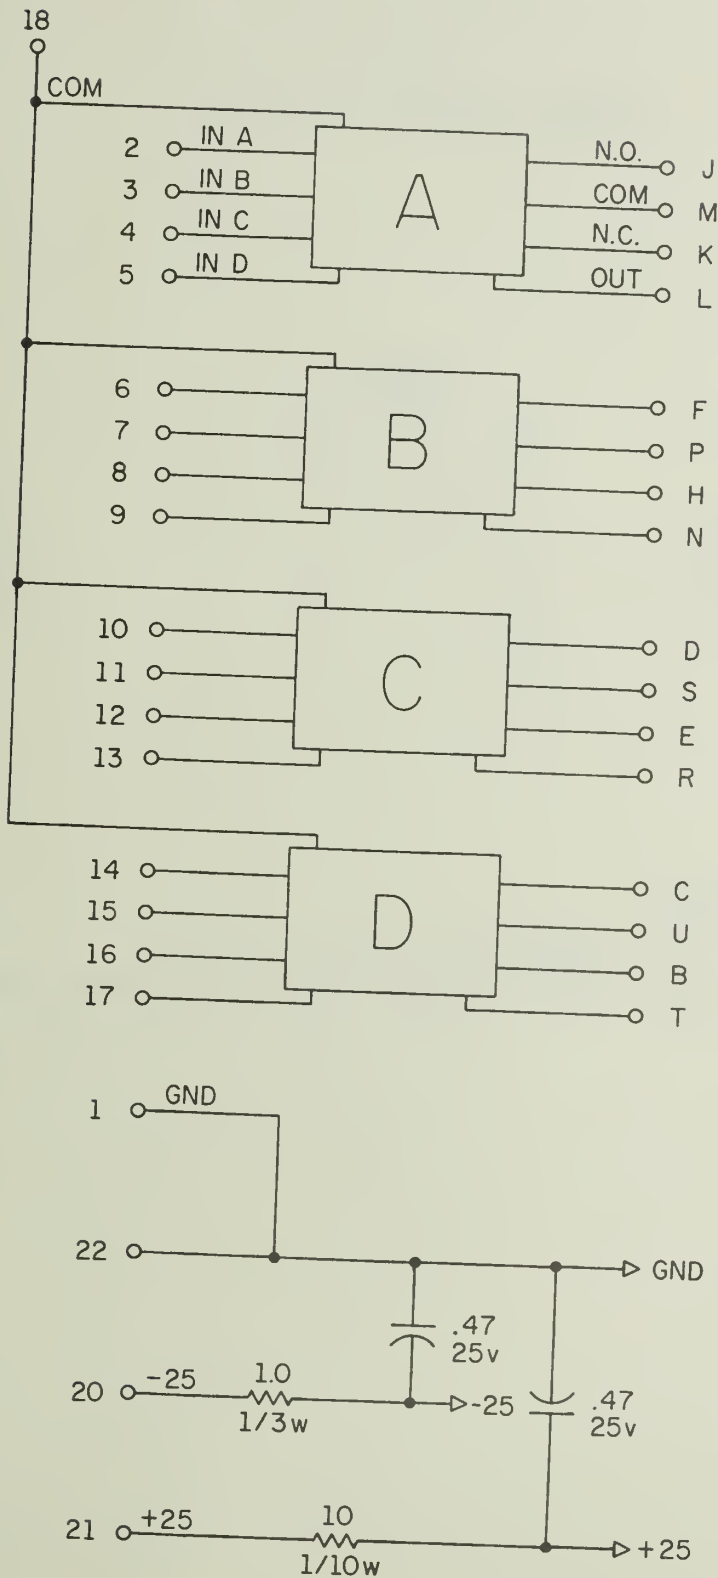 18
COM
2 IN A N.O. J
3 IN B A COM M
4 IN C N.C. K
5 IN D OUT L
6 F
7 B P
8 H
9 N
10 D
11 C S
12 E
13 R
14 C
15 D U
16 B
17 T
1 GND
22 GND
.47
25v
20 -25 1.0 -25 .47
1/3w 25v
21 +25 10 +25
1/10w